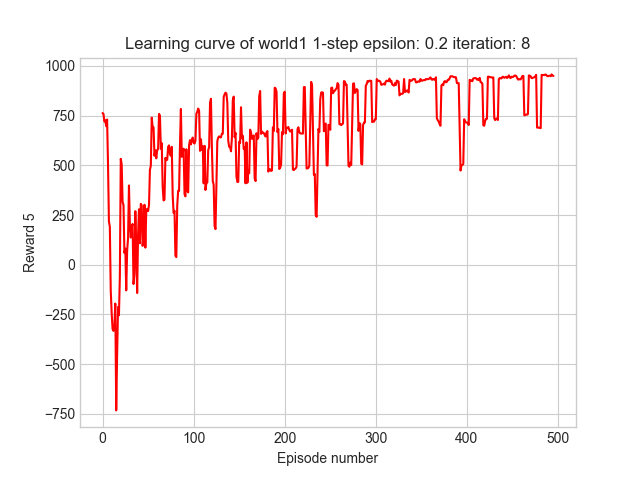 Learning curve of world1 1-step epsilon: 0.2 iteration: 8
1000
750
500
250
0
−250
−500
−750
Reward 5
0 100 200 300 400 500
Episode number